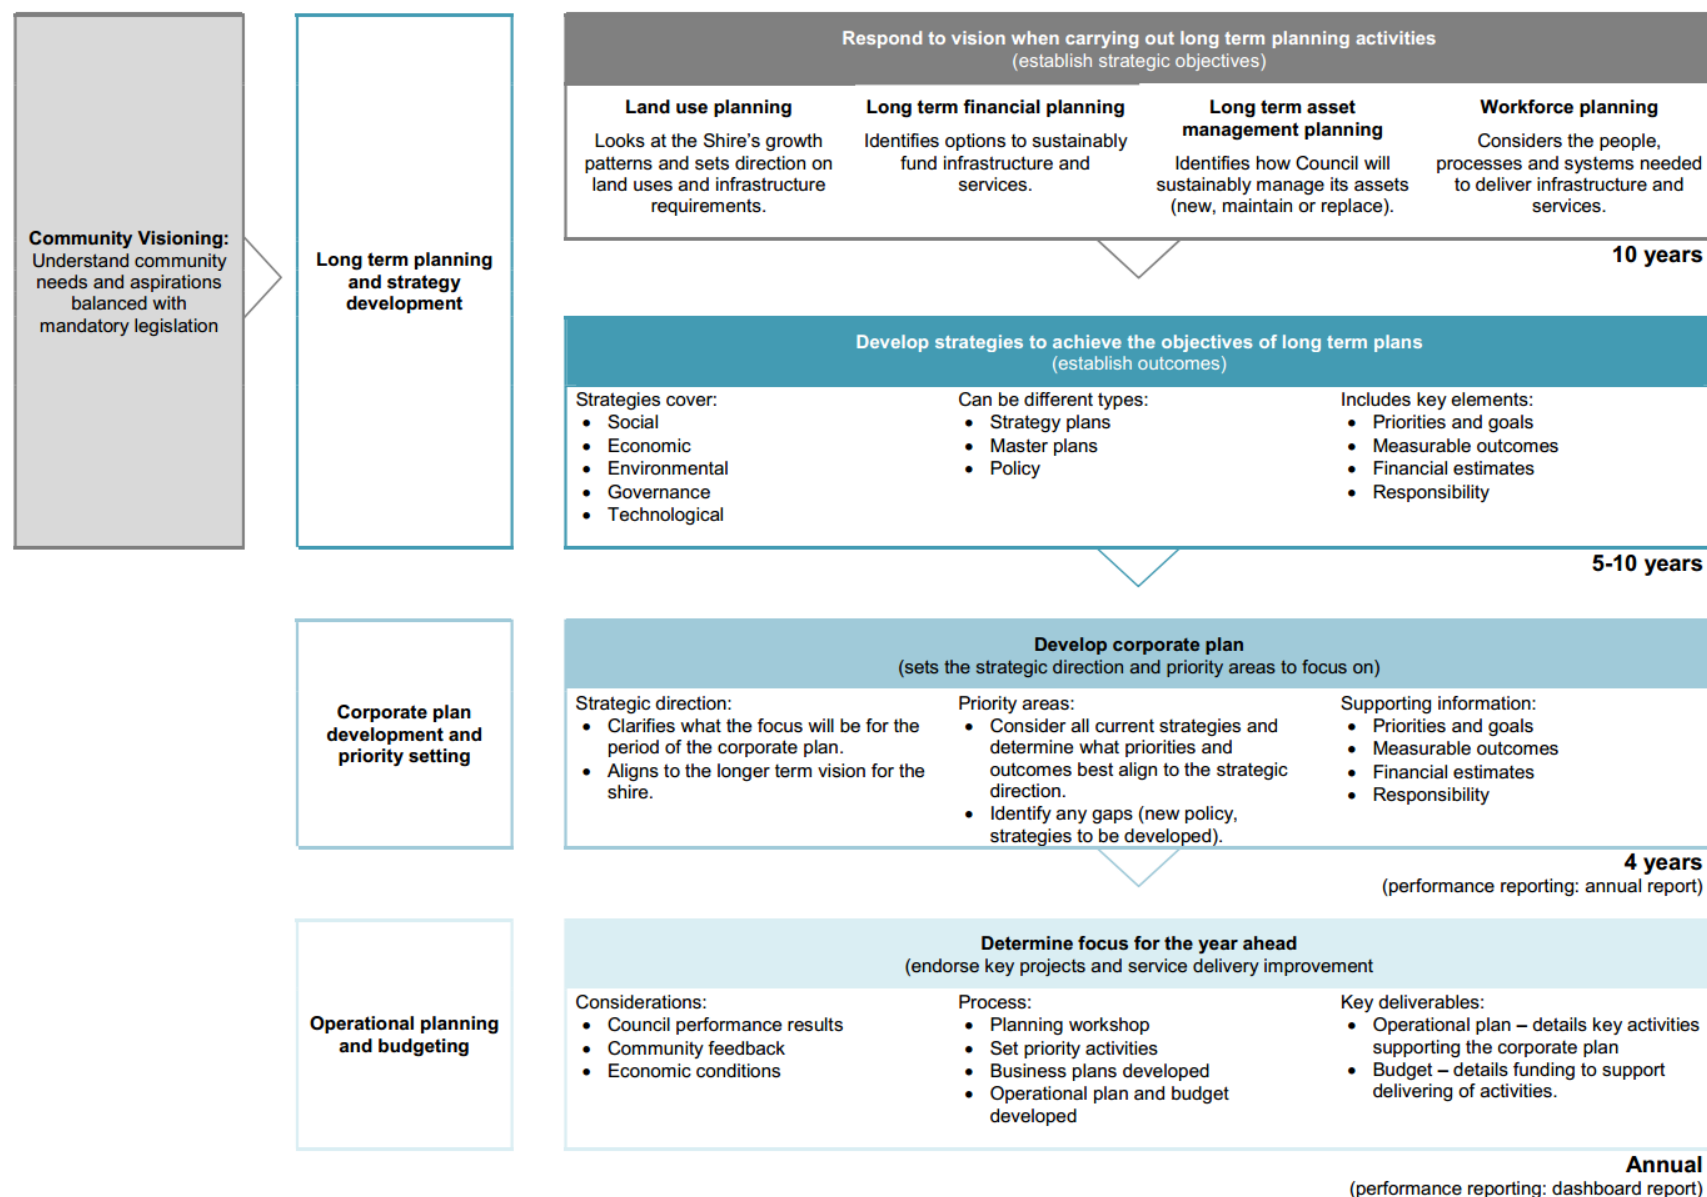 Community Visioning:
Understand community
needs and aspirations
balanced with
mandatory legislation
Long term planning
and strategy
development
Respond to vision when carrying out long term planning activities
(establish strategic objectives)
Land use planning
Looks at the Shire's growth
patterns and sets direction on
land uses and infrastructure
requirements.
Long term financial planning
Identifies options to sustainably
fund infrastructure and
services.
Long term asset
management planning
Identifies how Council will
sustainably manage its assets
(new, maintain or replace).
Workforce planning
Considers the people,
processes and systems needed
to deliver infrastructure and
services.
10 years
Develop strategies to achieve the objectives of long term plans
(establish outcomes)
Strategies cover:
• Social
• Economic
• Environmental
• Governance
• Technological
Can be different types:
• Strategy plans
• Master plans
• Policy
Includes key elements:
• Priorities and goals
• Measurable outcomes
• Financial estimates
• Responsibility
5-10 years
Corporate plan
development and
priority setting
Develop corporate plan
(sets the strategic direction and priority areas to focus on)
Strategic direction:
• Clarifies what the focus will be for the
period of the corporate plan.
• Aligns to the longer term vision for the
shire.
Priority areas:
• Consider all current strategies and
determine what priorities and
outcomes best align to the strategic
direction.
• Identify any gaps (new policy,
strategies to be developed).
Supporting information:
• Priorities and goals
• Measurable outcomes
• Financial estimates
• Responsibility
4 years
(performance reporting: annual report)
Operational planning
and budgeting
Determine focus for the year ahead
(endorse key projects and service delivery improvement
Considerations:
• Council performance results
• Community feedback
• Economic conditions
Process:
• Planning workshop
• Set priority activities
• Business plans developed
• Operational plan and budget
developed
Key deliverables:
• Operational plan – details key activities
supporting the corporate plan
• Budget – details funding to support
delivering of activities.
Annual
(performance reporting: dashboard report)